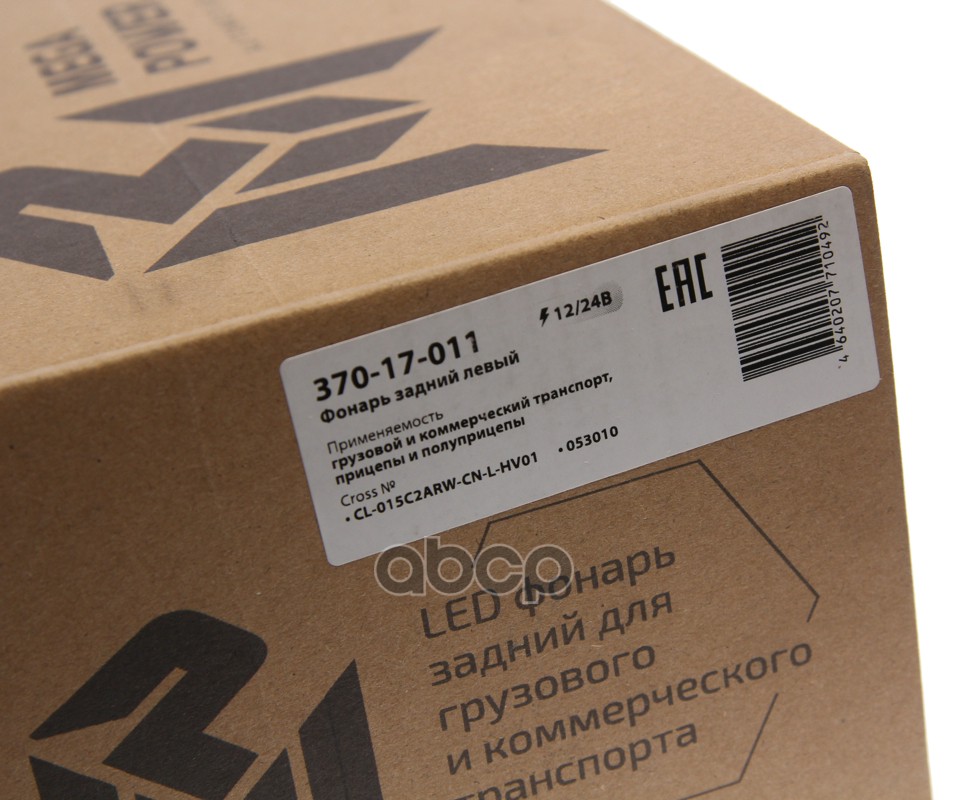 MEGA
POWER
370-17-011
Фонарь задний левый
12/24В
EAC
Применяемость
грузовой и коммерческий транспорт,
прицепы и полуприцепы
Cross №
• CL-015C2ARW-CN-L-HV01 • 053010
4 640207 710492
abcp
LED фонарь
задний для
грузового
и коммерческого
транспорта